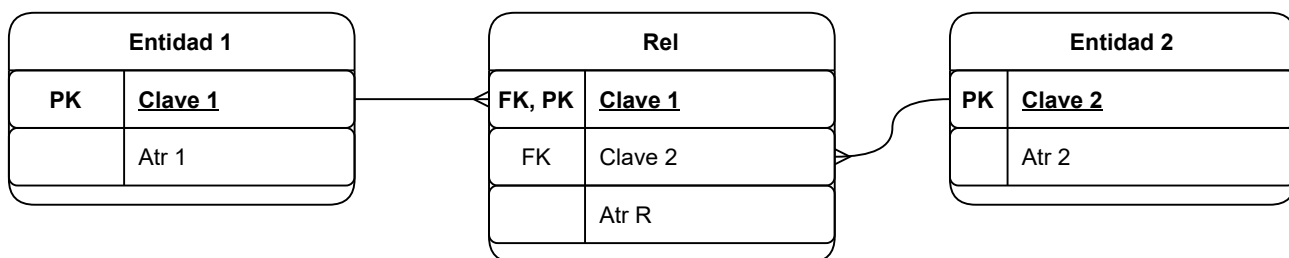 Entidad 1
PK Clave 1
Atr 1
Rel
FK, PK Clave 1
FK Clave 2
Atr R
Entidad 2
PK Clave 2
Atr 2